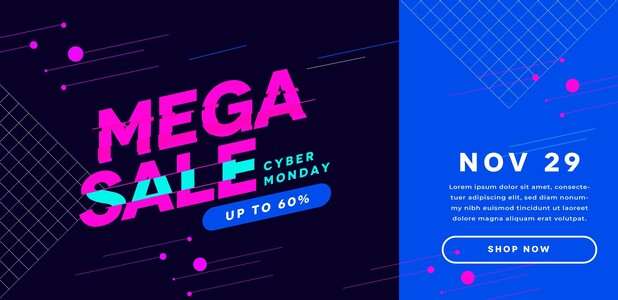 MEGA
SALE
CYBER
MONDAY
UP TO 60%
NOV 29
Lorem ipsum dolor sit amet, consecte-
tuer adipiscing elit, sed diam nonum-
my nibh euismod tincidunt ut laoreet
dolore magna aliquam erat volutpat.
SHOP NOW